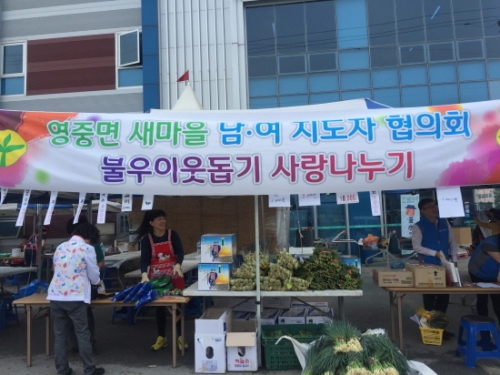 영중면 새마을 남·여 지도자 협의회
불우이웃돕기 사랑나누기